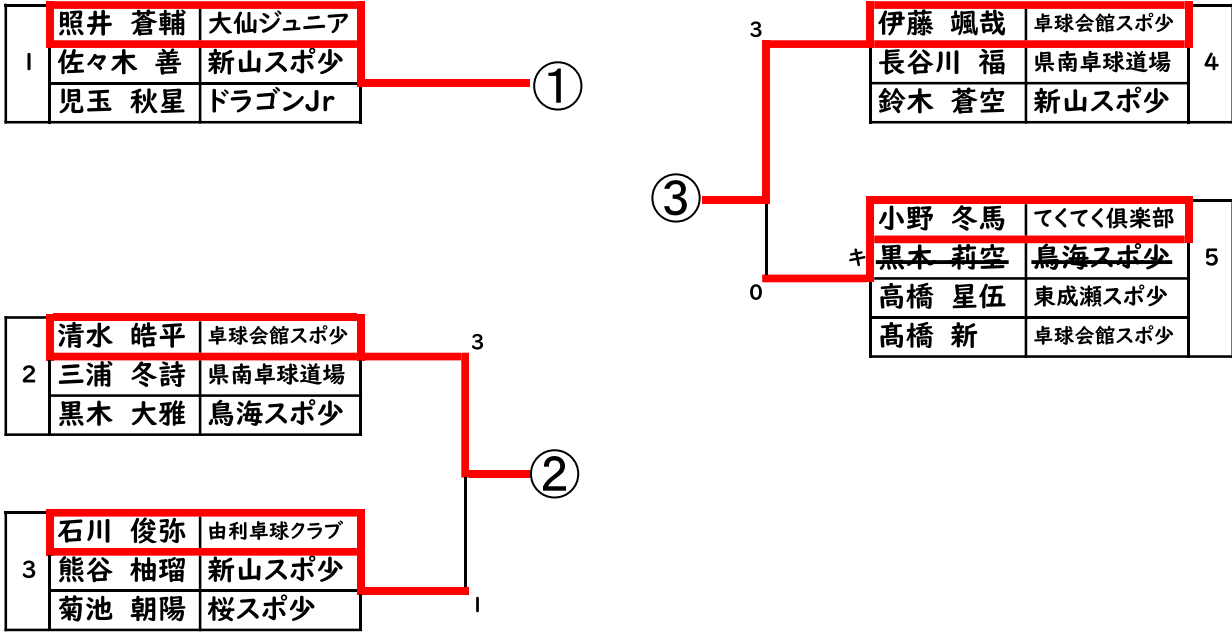 照井 蒼輔 大仙ジュニア
1 佐々木 善 新山スポ少
児玉 秋星 ドラゴンJr
①
清水 皓平 卓球会館スポ少
2 三浦 冬詩 県南卓球道場
黒木 大雅 鳥海スポ少
3
②
石川 俊弥 由利卓球クラブ
3 熊谷 柚瑠 新山スポ少
菊池 朝陽 桜スポ少
1
3
伊藤 颯哉 卓球会館スポ少
長谷川 福 県南卓球道場 4
鈴木 蒼空 新山スポ少
③
小野 冬馬 てくてく倶楽部
キ 黒木 莉空 鳥海スポ少 5
高橋 星伍 東成瀬スポ少
0
髙橋 新 卓球会館スポ少